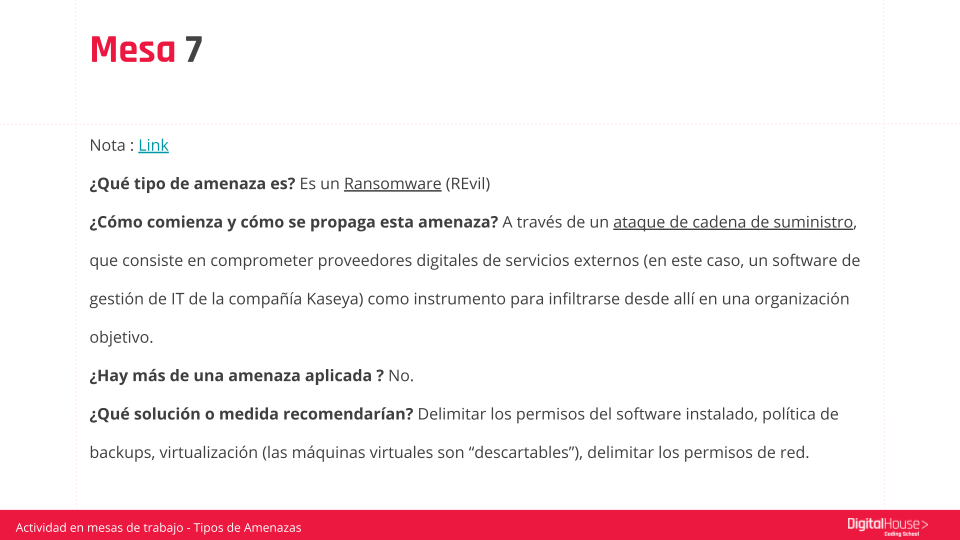 Mesa 7
Nota : Link
¿Qué tipo de amenaza es? Es un Ransomware (REvil)
¿Cómo comienza y cómo se propaga esta amenaza? A través de un ataque de cadena de suministro,
que consiste en comprometer proveedores digitales de servicios externos (en este caso, un software de
gestión de IT de la compañía Kaseya) como instrumento para infiltrarse desde allí en una organización
objetivo.
¿Hay más de una amenaza aplicada ? No.
¿Qué solución o medida recomendarían? Delimitar los permisos del software instalado, política de
backups, virtualización (las máquinas virtuales son “descartables”), delimitar los permisos de red.
Actividad en mesas de trabajo - Tipos de Amenazas
DigitalHouse>
Coding School